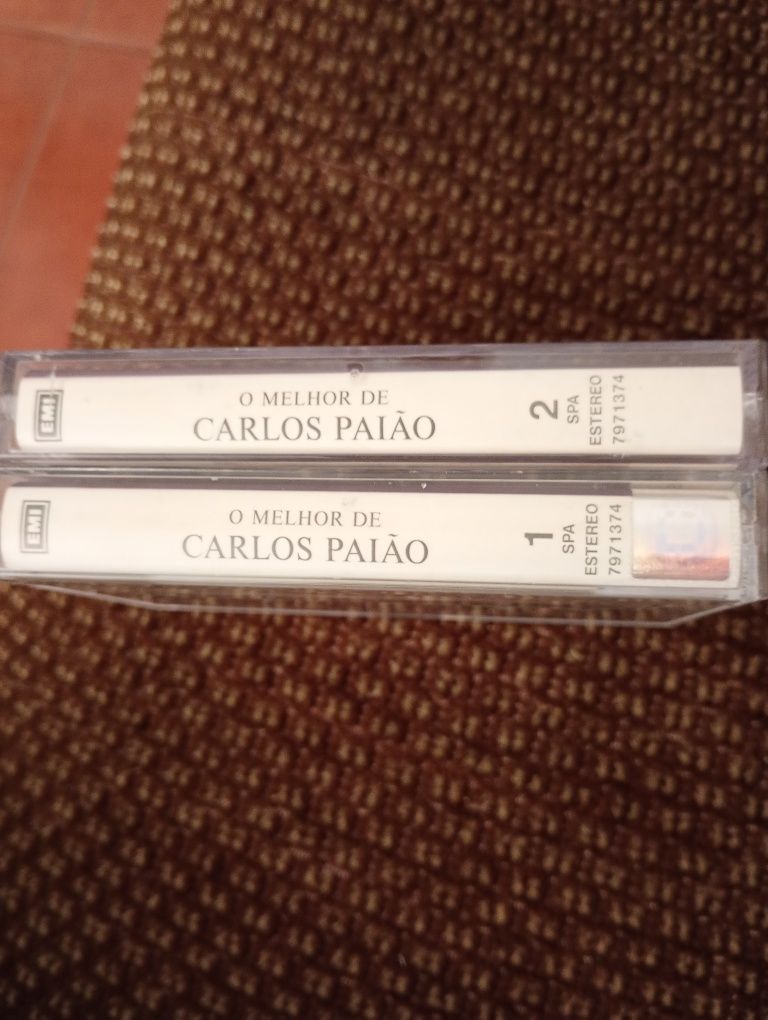 EMI
O MELHOR DE
CARLOS PAIÃO
2
SPA
ESTEREO
7971374
EMI
O MELHOR DE
CARLOS PAIÃO
1
SPA
ESTEREO
7971374